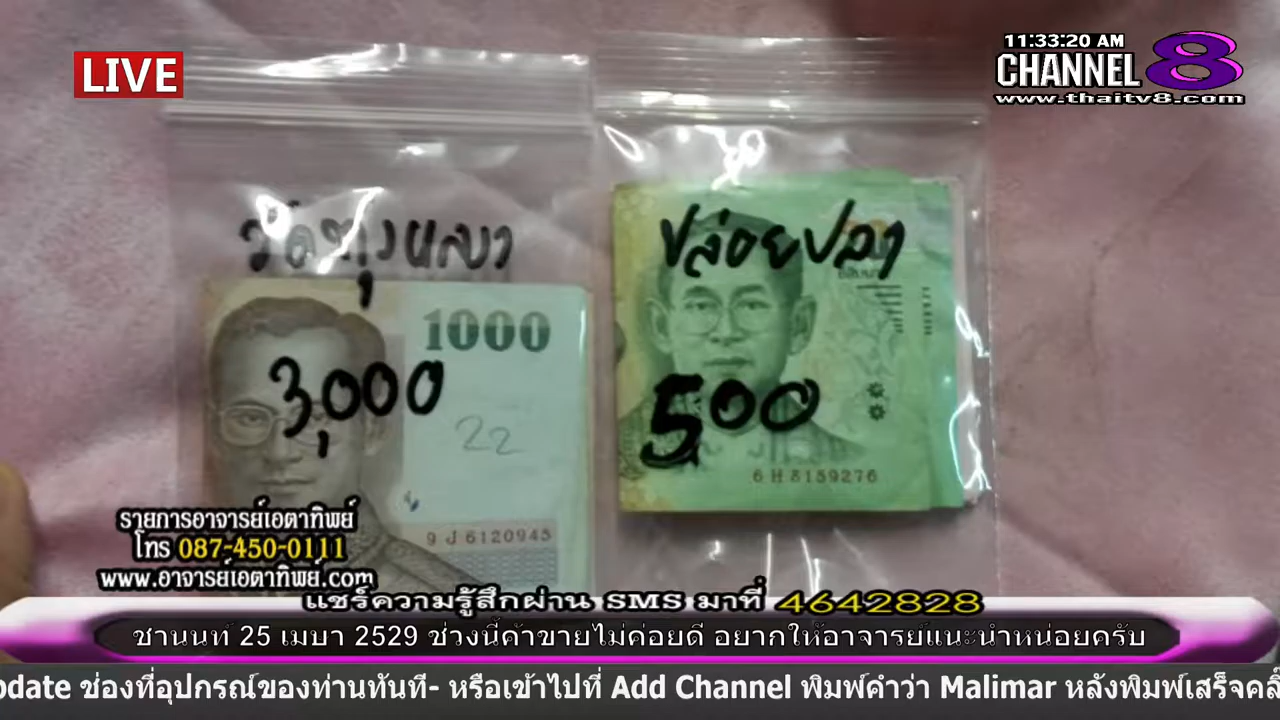 LIVE
11:33:20 AM
CHANNEL 8
www.thaitv8.com
วัดทุ่งแหลว
3,000
1000
22
9 J 6120945
ปล่อยปลา
500
6 H 8159276
รายการอาจารย์เอตาทิพย์
โทร 087-450-0111
www.อาจารย์เอตาทิพย์.com
แชร์ความรู้สึกผ่าน SMS มาที่ 4642828
ชานนท์ 25 เมษา 2529 ช่วงนี้ค้าขายไม่ค่อยดี อยากให้อาจารย์แนะนำหน่อยครับ
pdate ช่องที่อุปกรณ์ของท่านทันที- หรือเข้าไปที่ Add Channel พิมพ์คำว่า Malimar หลังพิมพ์เสร็จคลิ